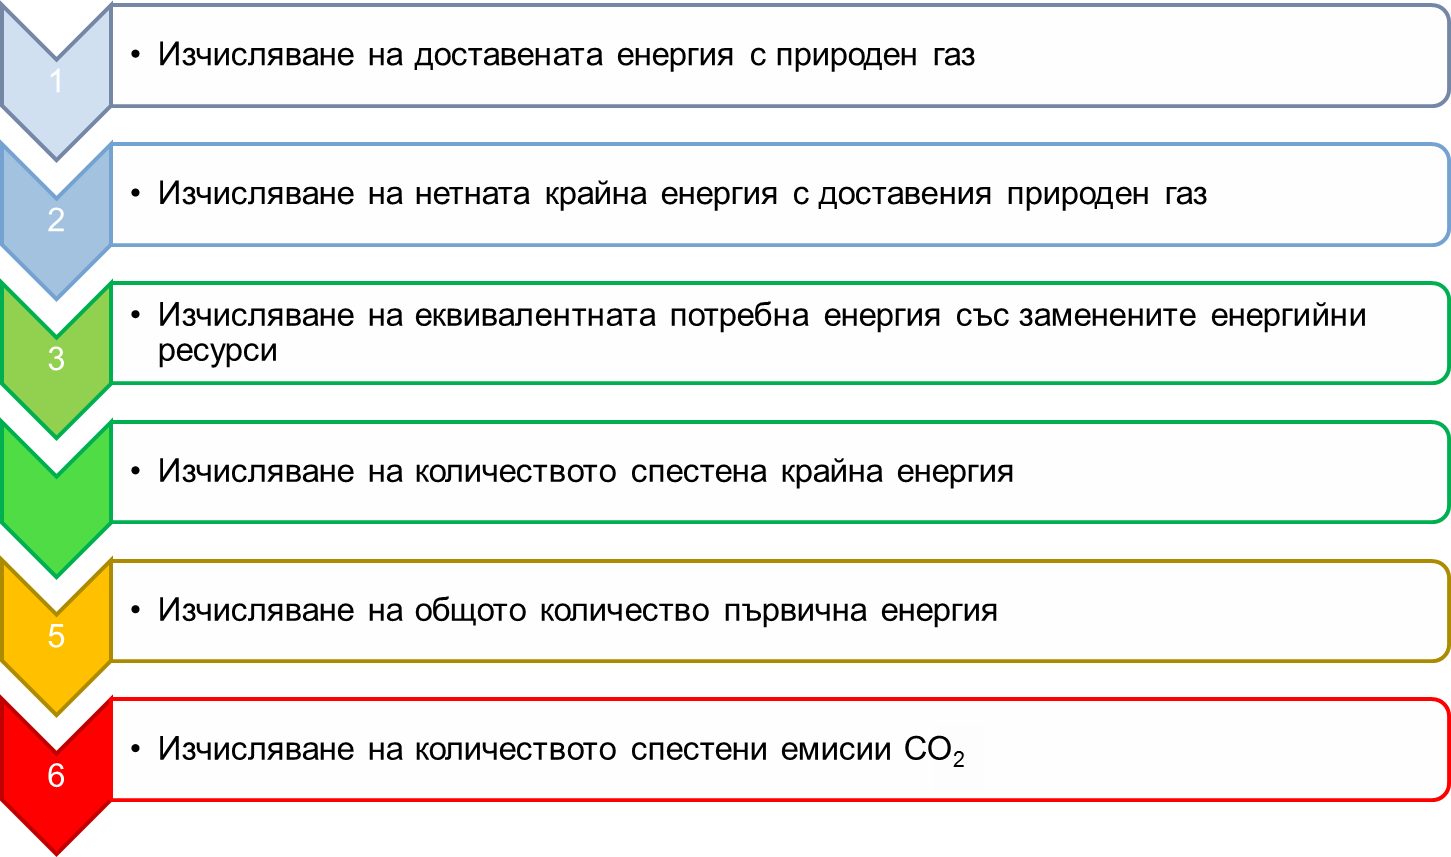 1
• Изчисляване на доставената енергия с природен газ
2
• Изчисляване на нетната крайна енергия с доставения природен газ
3
• Изчисляване на еквивалентната потребна енергия със заменените енергийни
ресурси
• Изчисляване на количеството спестена крайна енергия
5
• Изчисляване на общото количество първична енергия
6
• Изчисляване на количеството спестени емисии CO₂